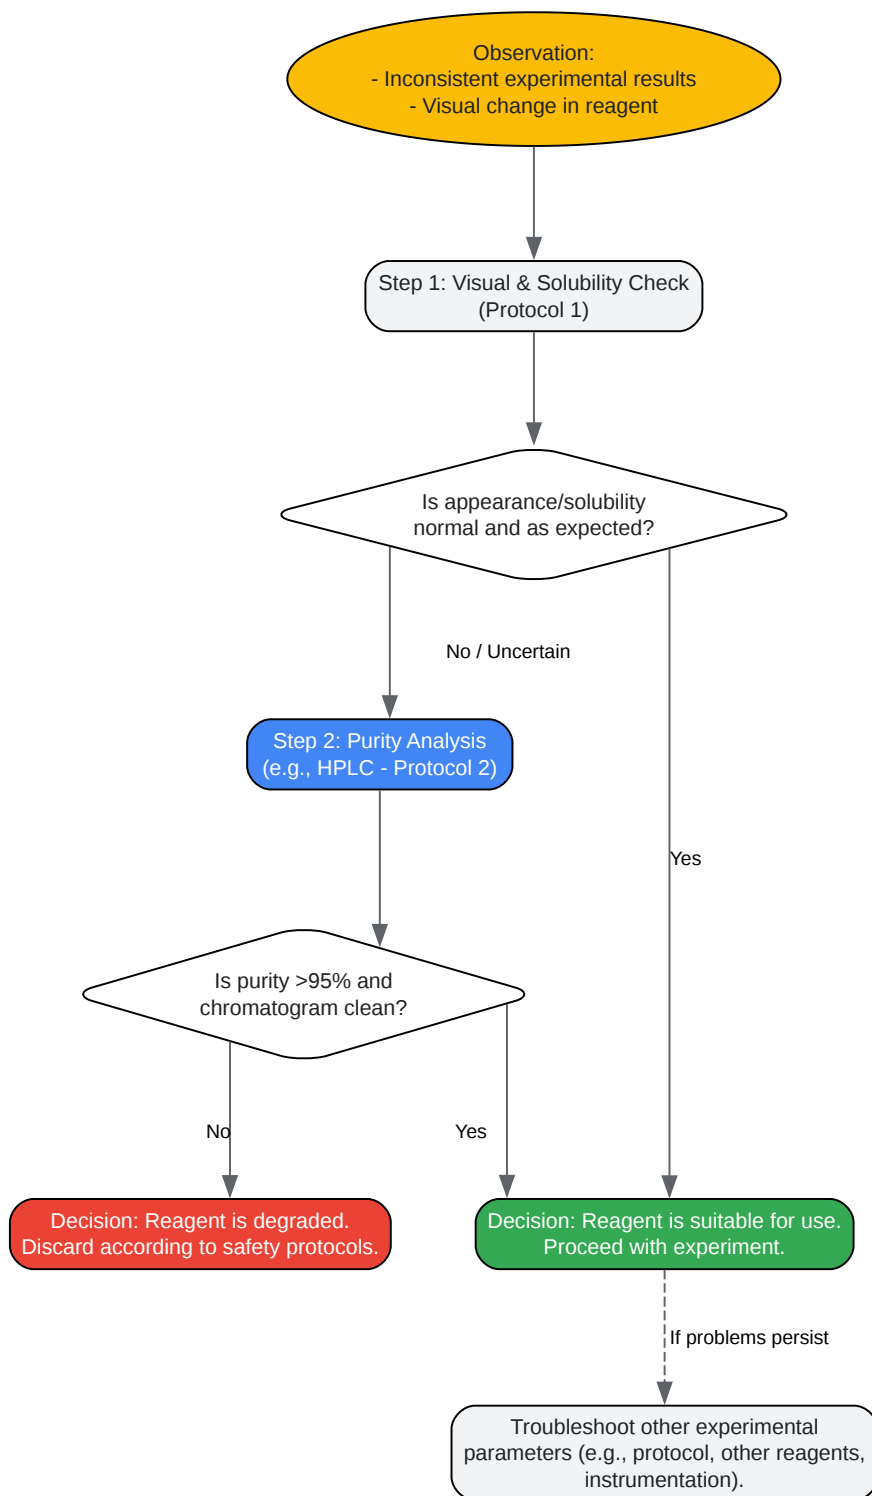 Observation:
- Inconsistent experimental results
- Visual change in reagent
Step 1: Visual & Solubility Check
(Protocol 1)
Is appearance/solubility
normal and as expected?
No / Uncertain
Step 2: Purity Analysis
(e.g., HPLC - Protocol 2)
Yes
Is purity >95% and
chromatogram clean?
No
Yes
Decision: Reagent is degraded.
Discard according to safety protocols.
Decision: Reagent is suitable for use.
Proceed with experiment.
If problems persist
Troubleshoot other experimental
parameters (e.g., protocol, other reagents,
instrumentation).